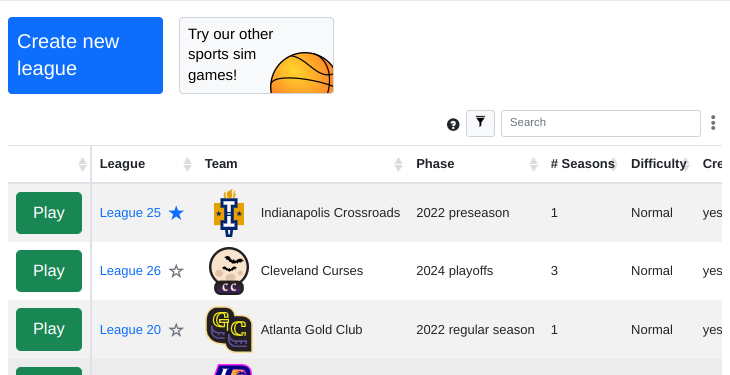 Create new
league
Try our other
sports sim
games!
Search
League Team Phase # Seasons Difficulty Cre
Play League 25 Indianapolis Crossroads 2022 preseason 1 Normal yes
Play League 26 CC Cleveland Curses 2024 playoffs 3 Normal yes
Play League 20 GC Atlanta Gold Club 2022 regular season 1 Normal yes